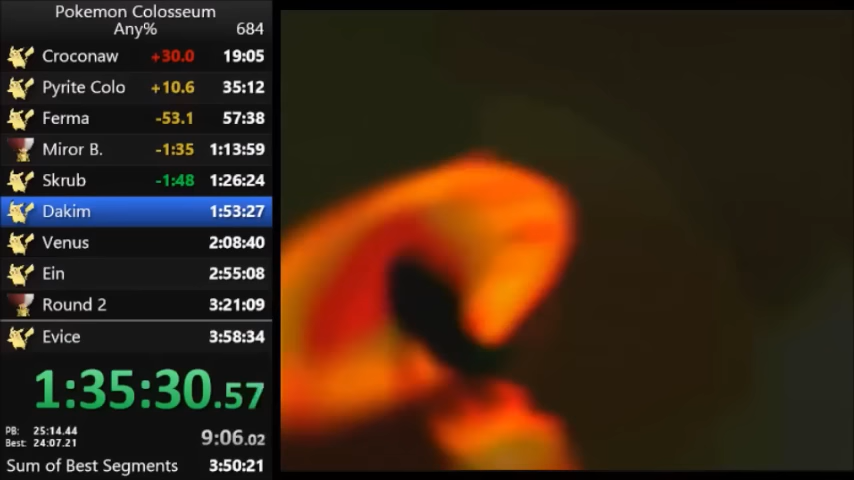 Pokemon Colosseum
Any% 684
Croconaw +30.0 19:05
Pyrite Colo +10.6 35:12
Ferma -53.1 57:38
Miror B. -1:35 1:13:59
Skrub -1:48 1:26:24
Dakim 1:53:27
Venus 2:08:40
Ein 2:55:08
Round 2 3:21:09
Evice 3:58:34
1:35:30.57
PB: 25:14.44
Best: 24:07.21
9:06.02
Sum of Best Segments 3:50:21